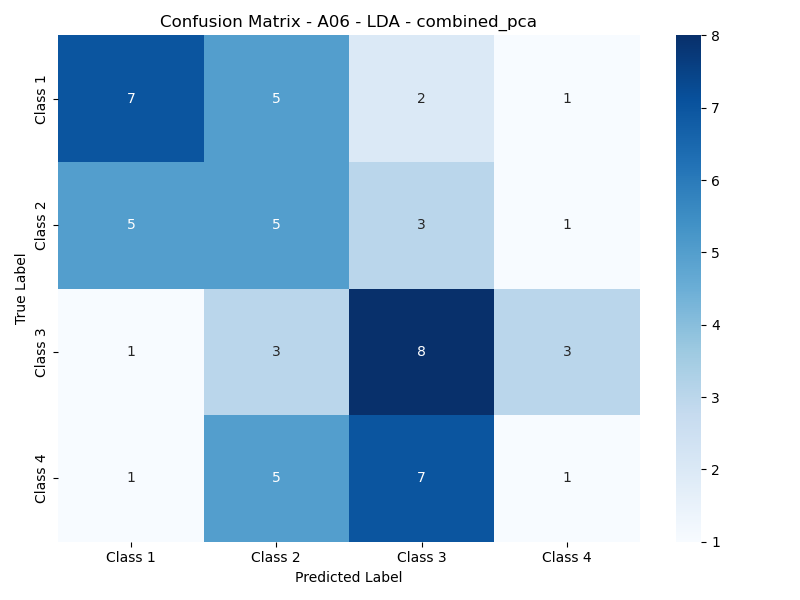 Confusion Matrix - A06 - LDA - combined_pca
True Label
Class 1
7 5 2 1
Class 2
5 5 3 1
Class 3
1 3 8 3
Class 4
1 5 7 1
Class 1 Class 2 Class 3 Class 4
Predicted Label
8
7
6
5
4
3
2
1